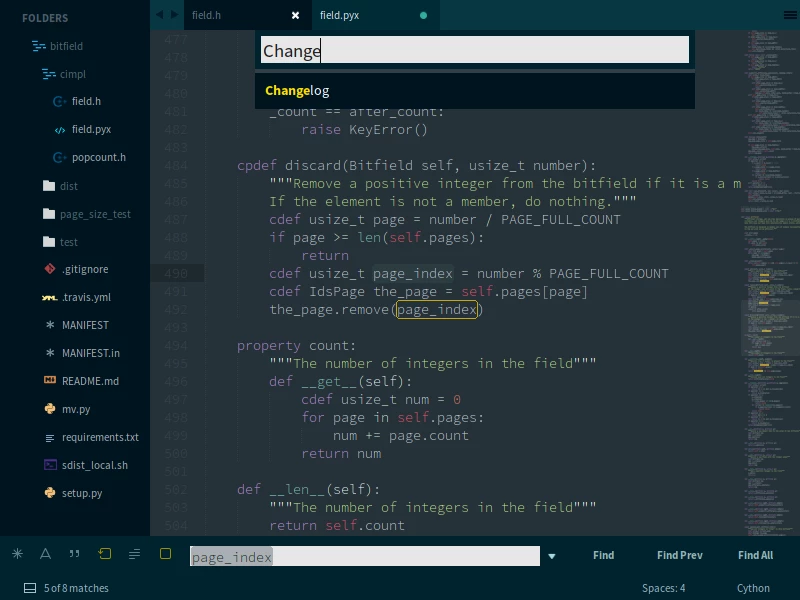 FOLDERS
bitfield
cimpl
field.h
field.pyx
popcount.h
dist
page_size_test
test
.gitignore
.travis.yml
MANIFEST
MANIFEST.in
README.md
mv.py
requirements.txt
sdist_local.sh
setup.py
field.h
field.pyx
Change
Changelog
477
478
479
480
481 _count == after_count:
482 raise KeyError()
483
484 cpdef discard(Bitfield self, usize_t number):
485 """Remove a positive integer from the bitfield if it is a m
486 If the element is not a member, do nothing."""
487 cdef usize_t page = number / PAGE_FULL_COUNT
488 if page >= len(self.pages):
489 return
490 cdef usize_t page_index = number % PAGE_FULL_COUNT
491 cdef IdsPage the_page = self.pages[page]
492 the_page.remove(page_index)
493
494 property count:
495 """The number of integers in the field"""
496 def __get__(self):
497 cdef usize_t num = 0
498 for page in self.pages:
499 num += page.count
500 return num
501
502 def __len__(self):
503 """The number of integers in the field"""
504 return self.count
page_index
Find
Find Prev
Find All
5 of 8 matches
Spaces: 4
Cython